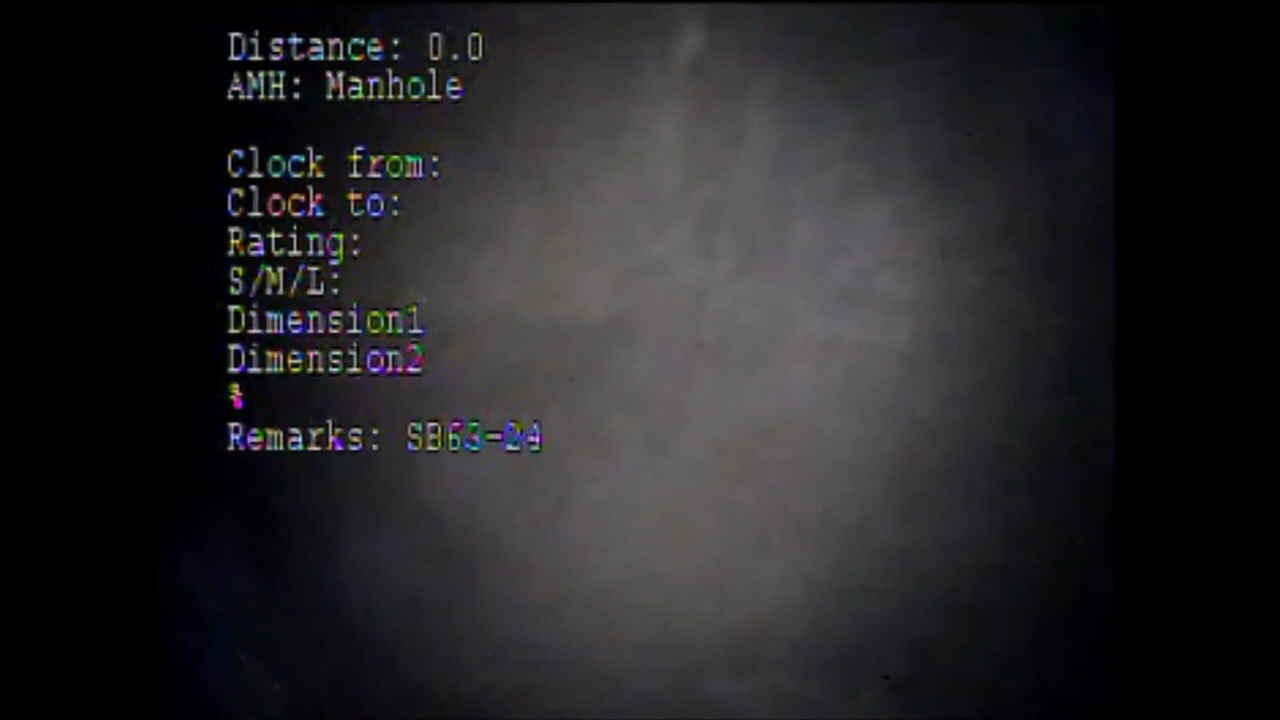 Distance: 0.0
AMH: Manhole
Clock from:
Clock to:
Rating:
S/M/L:
Dimension1
Dimension2
%
Remarks: SB63-24